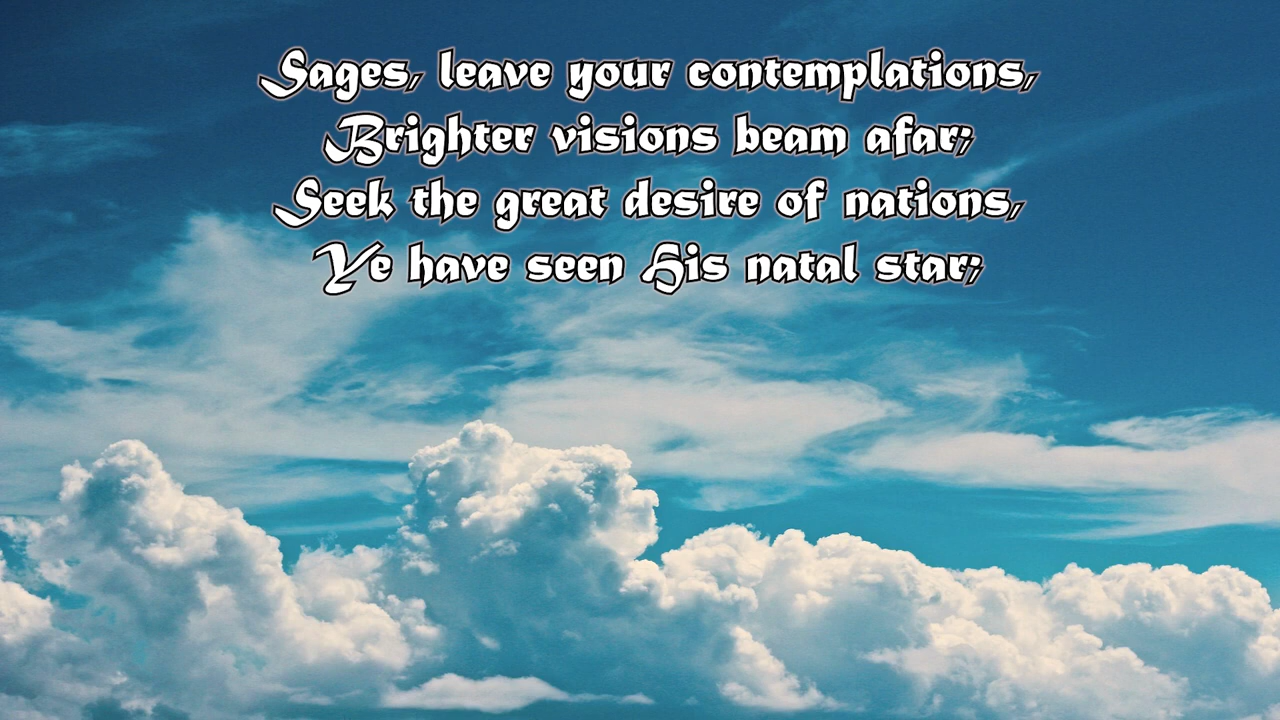 Sages, leave your contemplations,
Brighter visions beam afar;
Seek the great desire of nations,
Ye have seen His natal star;